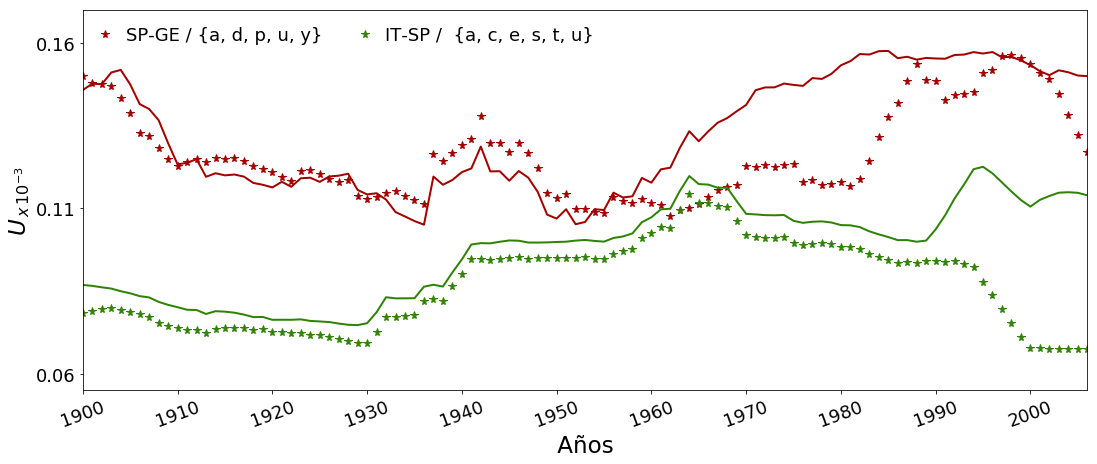 SP-GE / {a, d, p, u, y}
IT-SP / {a, c, e, s, t, u}
0.16
0.11
0.06
U x 10⁻³
1900 1910 1920 1930 1940 1950 1960 1970 1980 1990 2000
Años